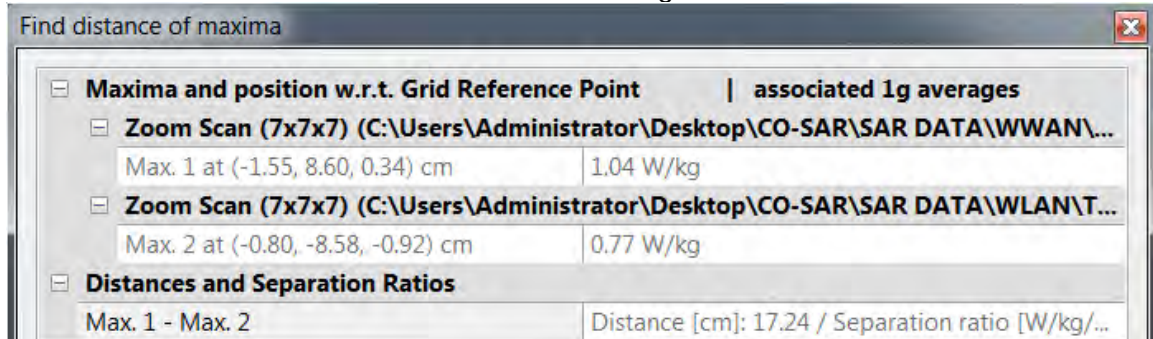 Find distance of maxima
Maxima and position w.r.t. Grid Reference Point | associated 1g averages
Zoom Scan (7x7x7) (C:\Users\Administrator\Desktop\CO-SAR\SAR DATA\WWAN\...
Max. 1 at (-1.55, 8.60, 0.34) cm 1.04 W/kg
Zoom Scan (7x7x7) (C:\Users\Administrator\Desktop\CO-SAR\SAR DATA\WLAN\T...
Max. 2 at (-0.80, -8.58, -0.92) cm 0.77 W/kg
Distances and Separation Ratios
Max. 1 - Max. 2 Distance [cm]: 17.24 / Separation ratio [W/kg/...